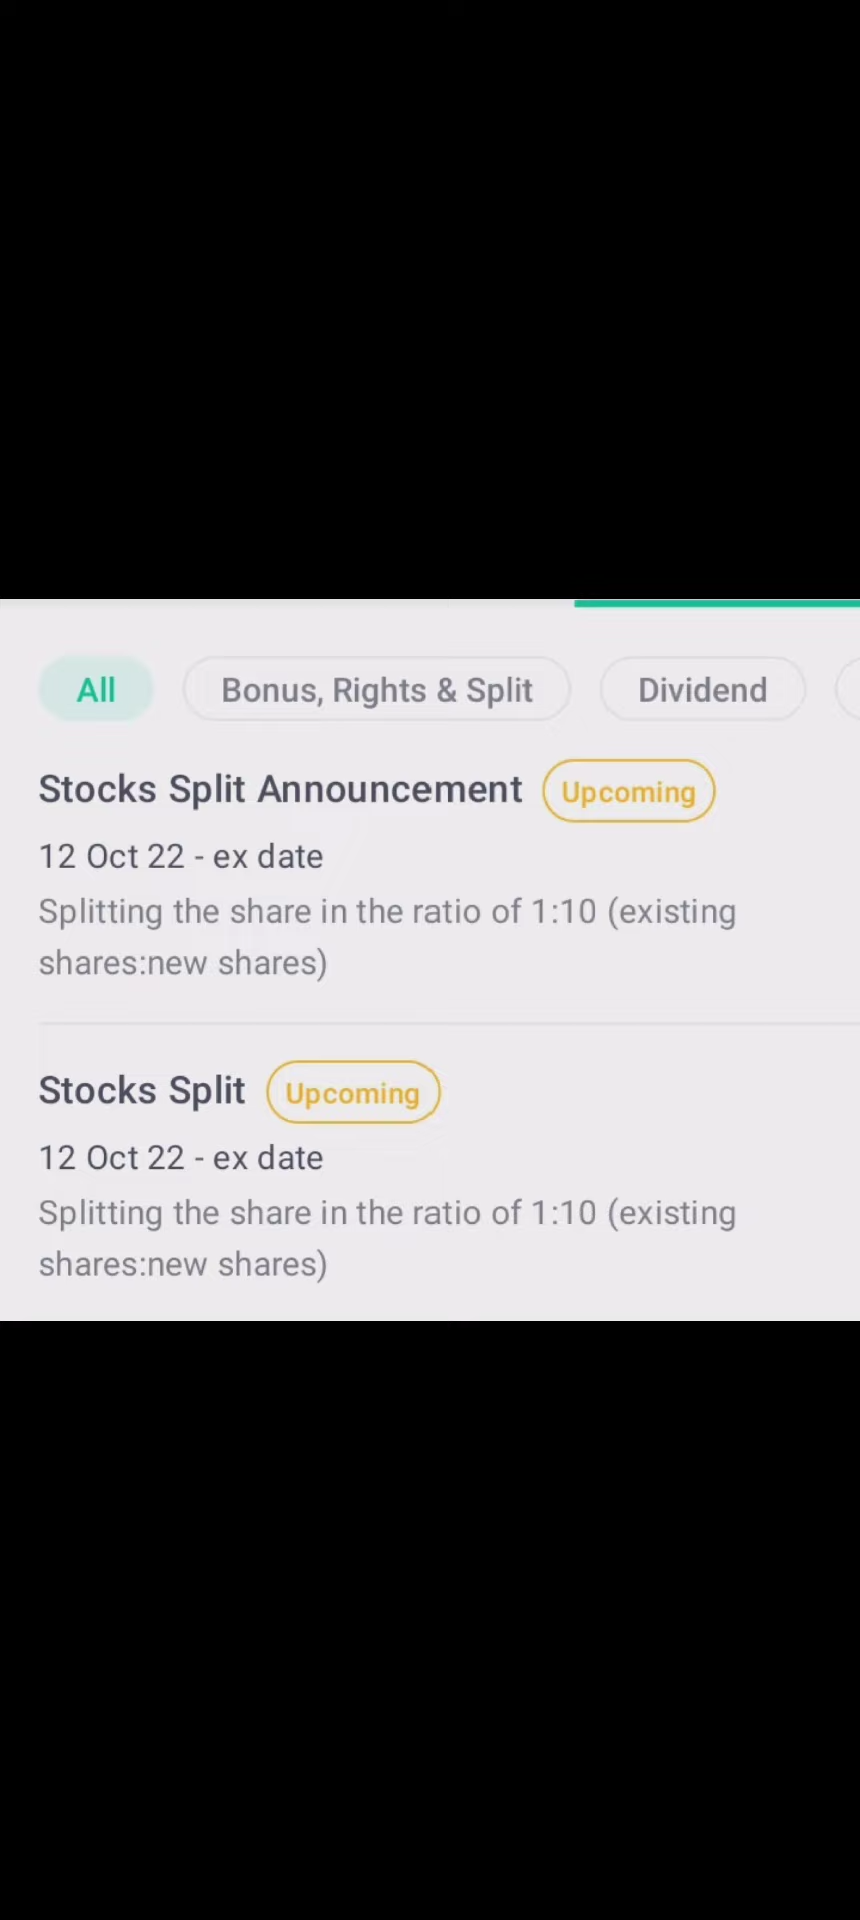 All
Bonus, Rights & Split
Dividend
Stocks Split Announcement Upcoming
12 Oct 22 - ex date
Splitting the share in the ratio of 1:10 (existing
shares:new shares)
Stocks Split Upcoming
12 Oct 22 - ex date
Splitting the share in the ratio of 1:10 (existing
shares:new shares)